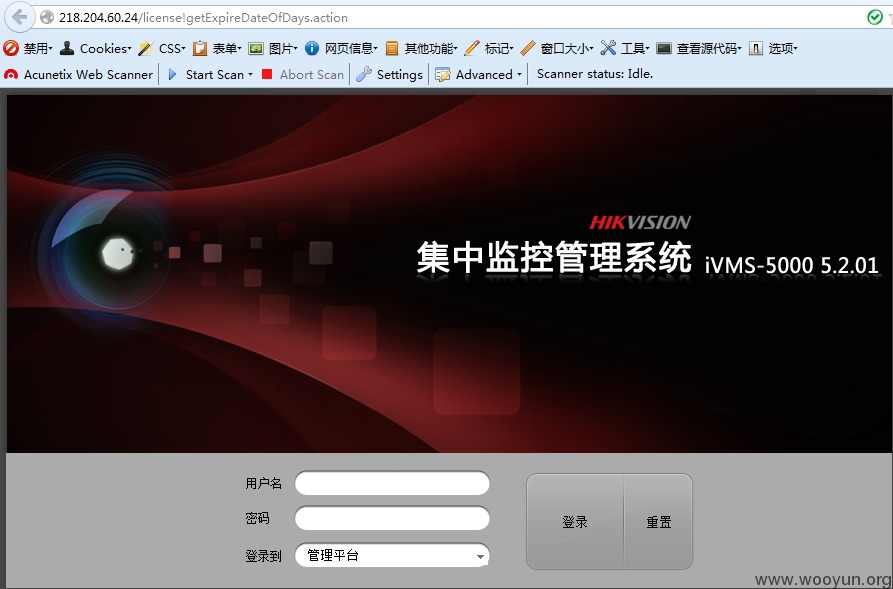 218.204.60.24/license!getExpireDateOfDays.action
禁用 Cookies CSS 表单 图片 网页信息 其他功能 标记 窗口大小 工具 查看源代码 选项
Acunetix Web Scanner Start Scan Abort Scan Settings Advanced Scanner status: Idle.
HIKVISION
集中监控管理系统 iVMS-5000 5.2.01
用户名
密码
登录到 管理平台
登录 重置
www.wooyun.org